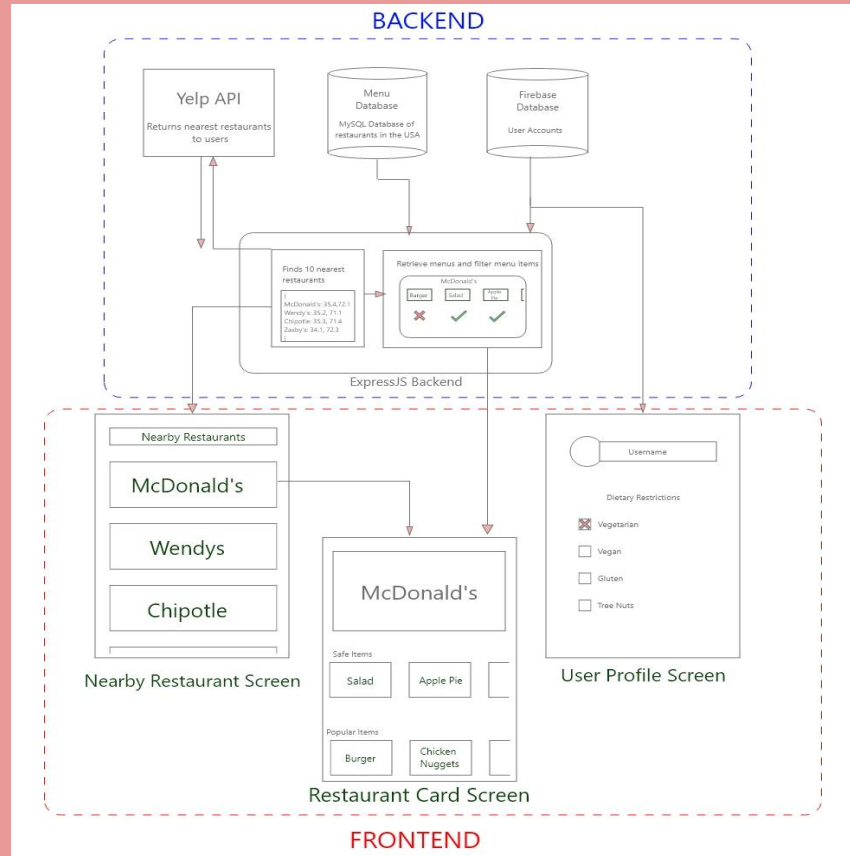 BACKEND
Yelp API
Returns nearest restaurants
to users
Menu
Database
MySQL Database of
restaurants in the USA
Firebase
Database
User Accounts
Finds 10 nearest
restaurants
{
McDonald's: 35.4,72.1
Wendy's: 35.2, 71.1
Chipotle: 35.3, 71.4
Zaxby's: 34.1, 72.3
}
Retrieve menus and filter menu items
McDonald's
Burger
Salad
Apple
Pie
ExpressJS Backend
Nearby Restaurants
McDonald's
Wendys
Chipotle
Nearby Restaurant Screen
McDonald's
Safe Items
Salad
Apple Pie
Popular Items
Burger
Chicken
Nuggets
Restaurant Card Screen
Username
Dietary Restrictions
Vegetarian
Vegan
Gluten
Tree Nuts
User Profile Screen
FRONTEND